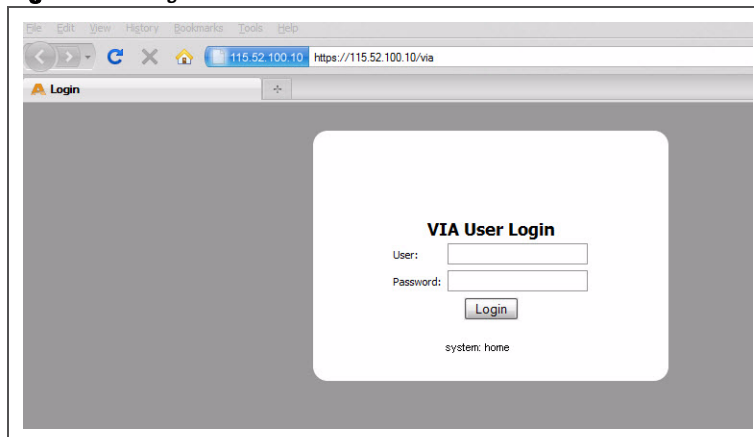 File Edit View History Bookmarks Tools Help
115.52.100.10 https://115.52.100.10/via
Login
VIA User Login
User:
Password:
Login
system: home